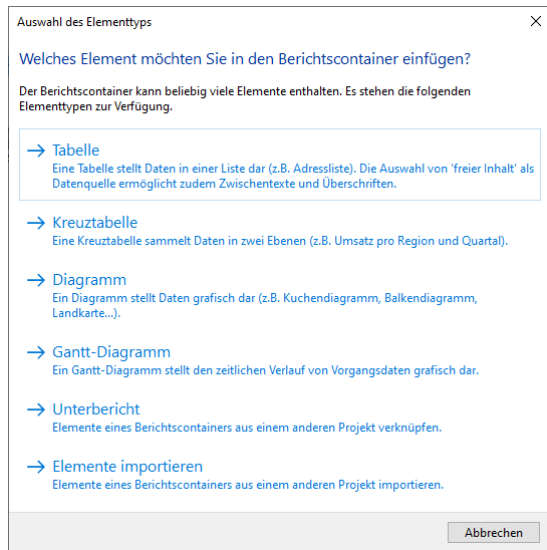 Auswahl des Elementtyps
Welches Element möchten Sie in den Berichtscontainer einfügen?
Der Berichtscontainer kann beliebig viele Elemente enthalten. Es stehen die folgenden
Elementtypen zur Verfügung.
Tabelle
Eine Tabelle stellt Daten in einer Liste dar (z.B. Adressliste). Die Auswahl von 'freier Inhalt' als
Datenquelle ermöglicht zudem Zwischentexte und Überschriften.
Kreuztabelle
Eine Kreuztabelle sammelt Daten in zwei Ebenen (z.B. Umsatz pro Region und Quartal).
Diagramm
Ein Diagramm stellt Daten grafisch dar (z.B. Kuchendiagramm, Balkendiagramm,
Landkarte...).
Gantt-Diagramm
Ein Gantt-Diagramm stellt den zeitlichen Verlauf von Vorgangsdaten grafisch dar.
Unterbericht
Elemente eines Berichtscontainers aus einem anderen Projekt verknüpfen.
Elemente importieren
Elemente eines Berichtscontainers aus einem anderen Projekt importieren.
Abbrechen